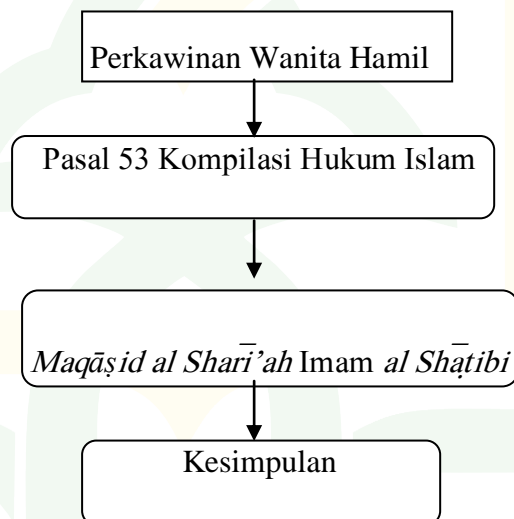 Perkawinan Wanita Hamil
Pasal 53 Kompilasi Hukum Islam
Maqāṣid al Sharī’ah Imam al Shāṭibi
Kesimpulan